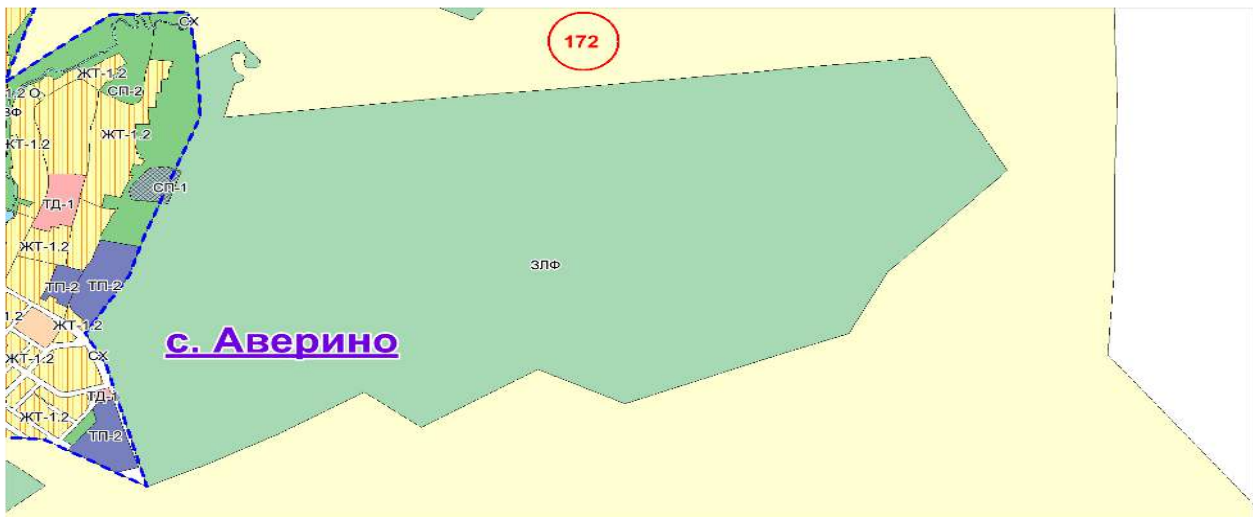 СХ
172
ЖТ-1.2
СП-2
1.2 О
ЗФ
ЖТ-1.2
ЖТ-1.2
СП-1
ТД-1
ЖТ-1.2
ЗЛФ
ТП-2
ТП-2
1.2
ЖТ-1.2
с. Аверино
ЖТ-1.2
СХ
ТД-1
ЖТ-1.2
ТП-2